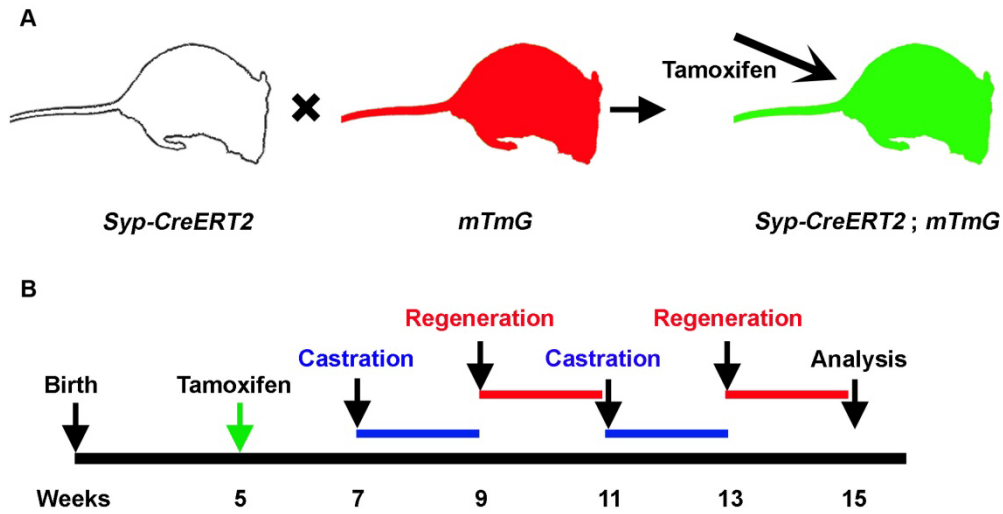 A
Tamoxifen
Syp-CreERT2
mTmG
Syp-CreERT2 ; mTmG
B
Regeneration
Regeneration
Castration
Castration
Analysis
Birth
Tamoxifen
Weeks 5 7 9 11 13 15